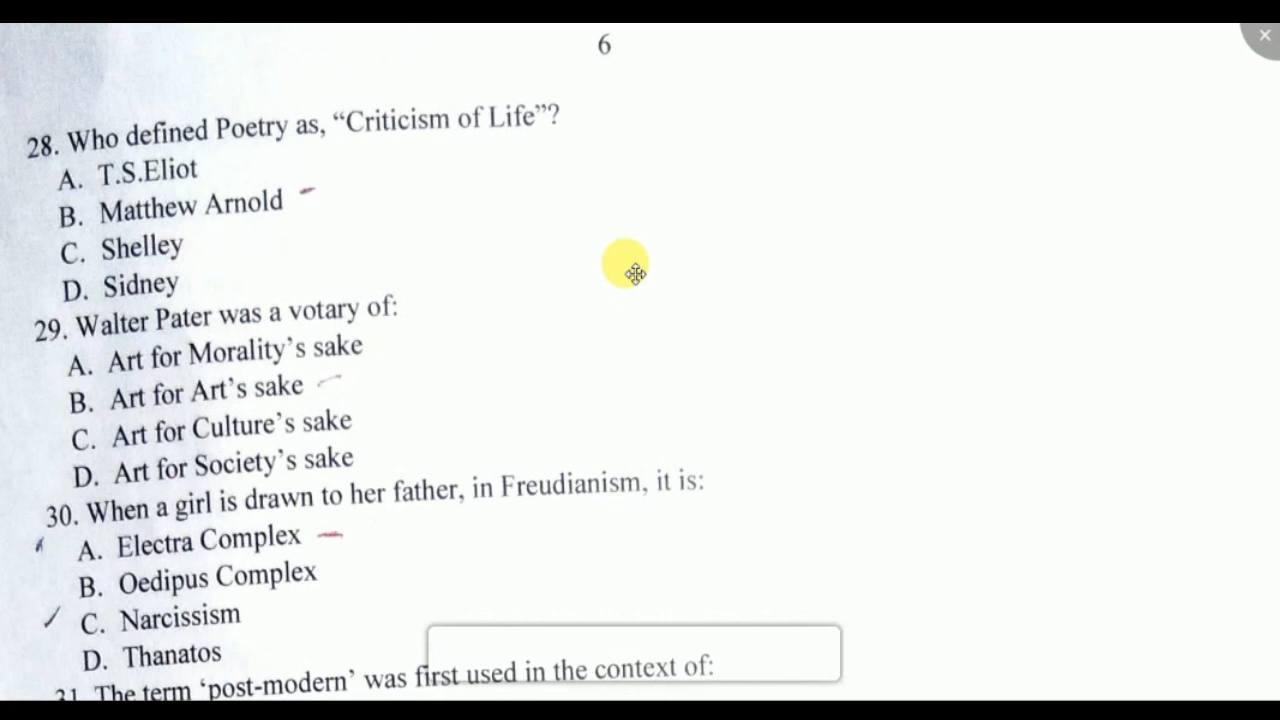 6
28. Who defined Poetry as, “Criticism of Life”?
A. T.S.Eliot
B. Matthew Arnold
C. Shelley
D. Sidney
29. Walter Pater was a votary of:
A. Art for Morality’s sake
B. Art for Art’s sake
C. Art for Culture’s sake
D. Art for Society’s sake
30. When a girl is drawn to her father, in Freudianism, it is:
A. Electra Complex
B. Oedipus Complex
C. Narcissism
D. Thanatos
31. The term ‘post-modern’ was first used in the context of: